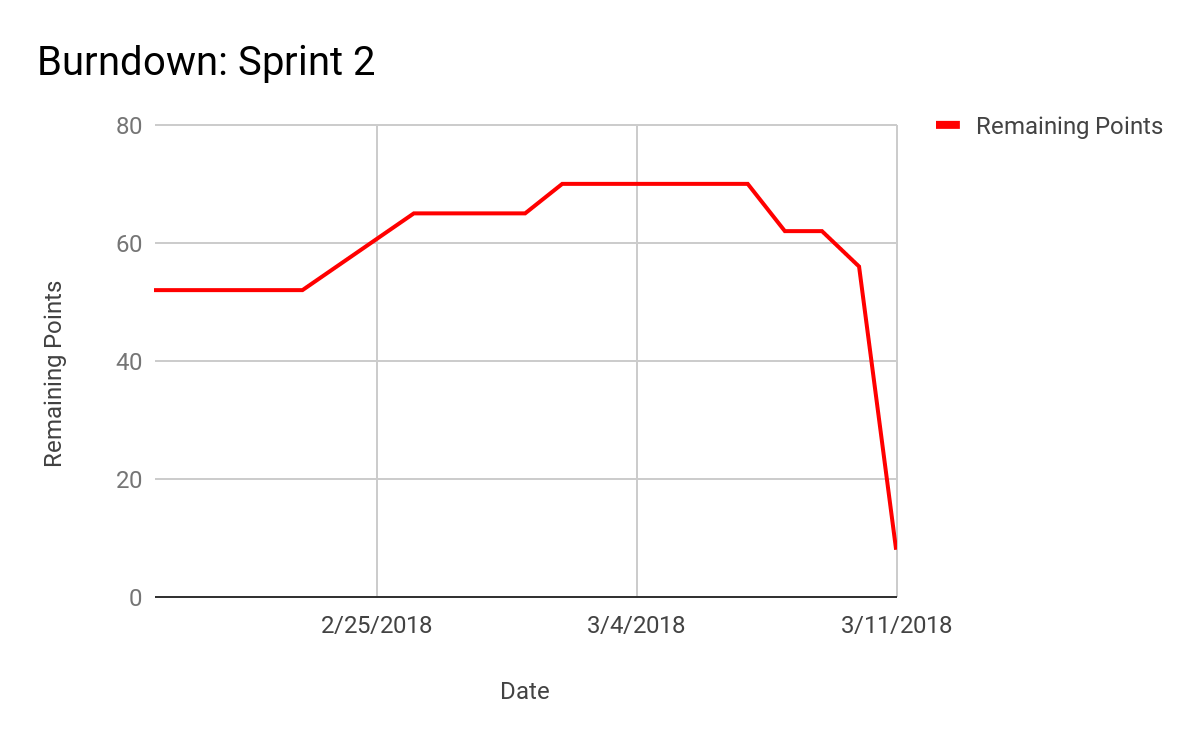 Burndown: Sprint 2
Remaining Points
80
60
40
20
0
Remaining Points
2/25/2018 3/4/2018 3/11/2018
Date